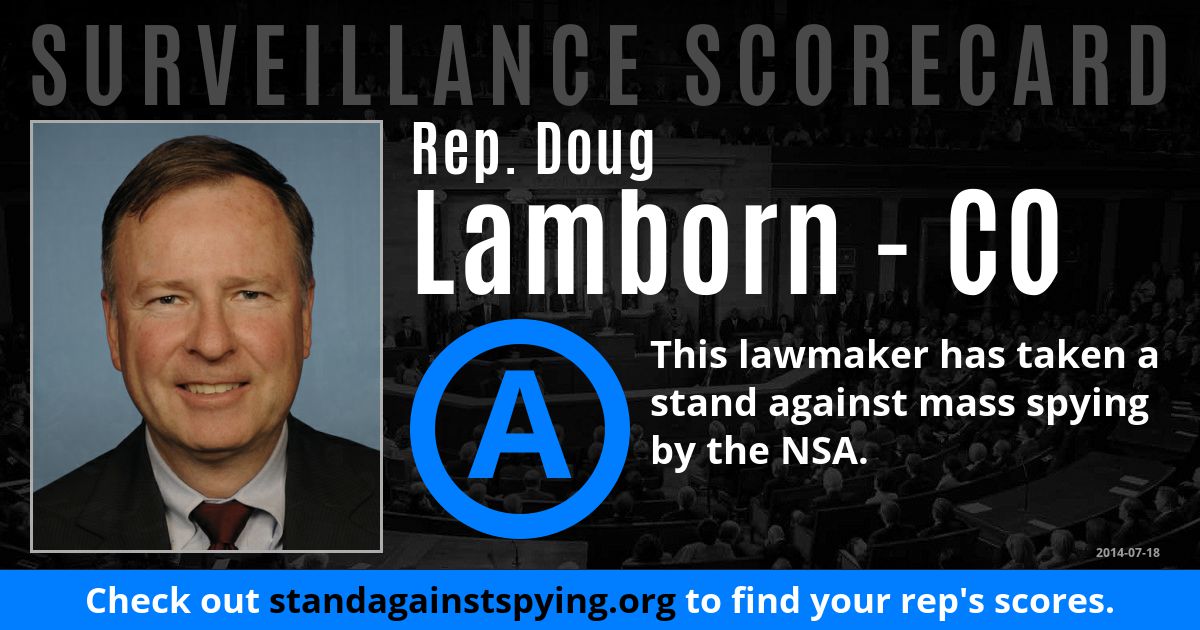 SURVEILLANCE SCORECARD
Rep. Doug
Lamborn - CO
A
This lawmaker has taken a
stand against mass spying
by the NSA.
2014-07-18
Check out standagainstspying.org to find your rep's scores.